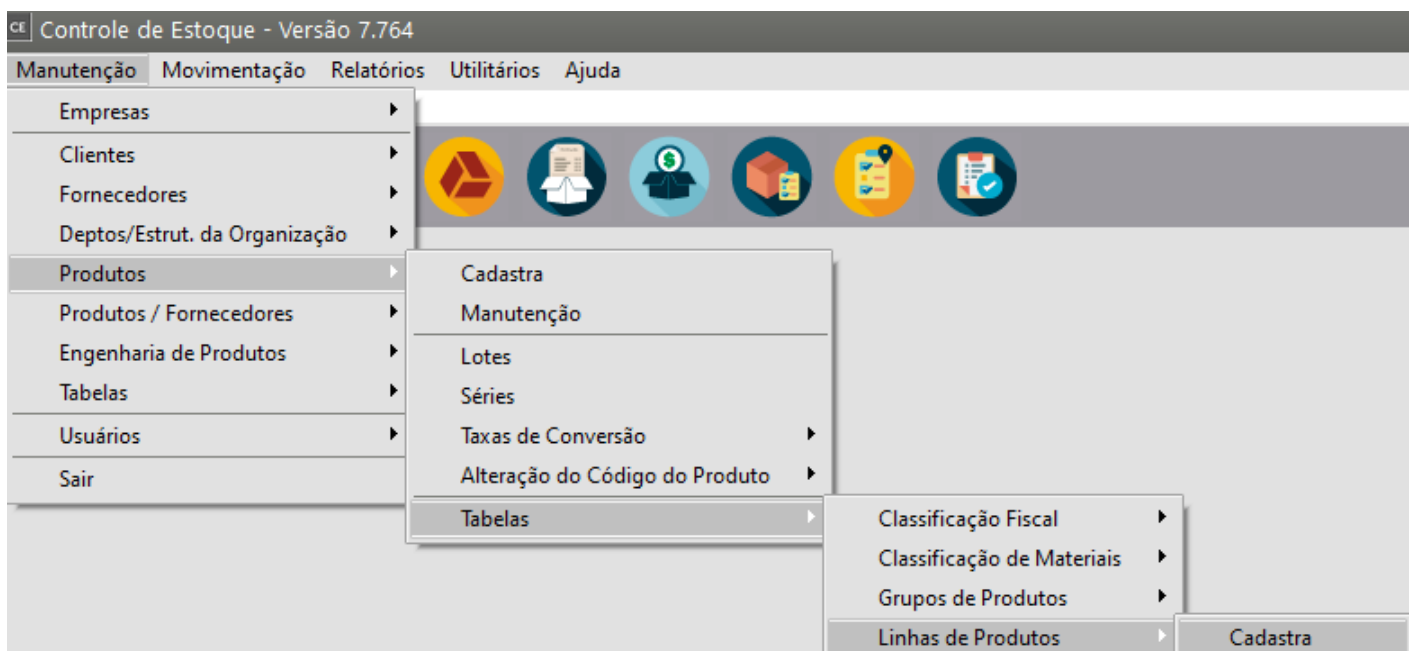 CE Controle de Estoque - Versão 7.764
Manutenção Movimentação Relatórios Utilitários Ajuda
Empresas
Clientes
Fornecedores
Deptos/Estrut. da Organização
Produtos
Produtos / Fornecedores
Engenharia de Produtos
Tabelas
Usuários
Sair
Cadastra
Manutenção
Lotes
Séries
Taxas de Conversão
Alteração do Código do Produto
Tabelas
Classificação Fiscal
Classificação de Materiais
Grupos de Produtos
Linhas de Produtos
Cadastra